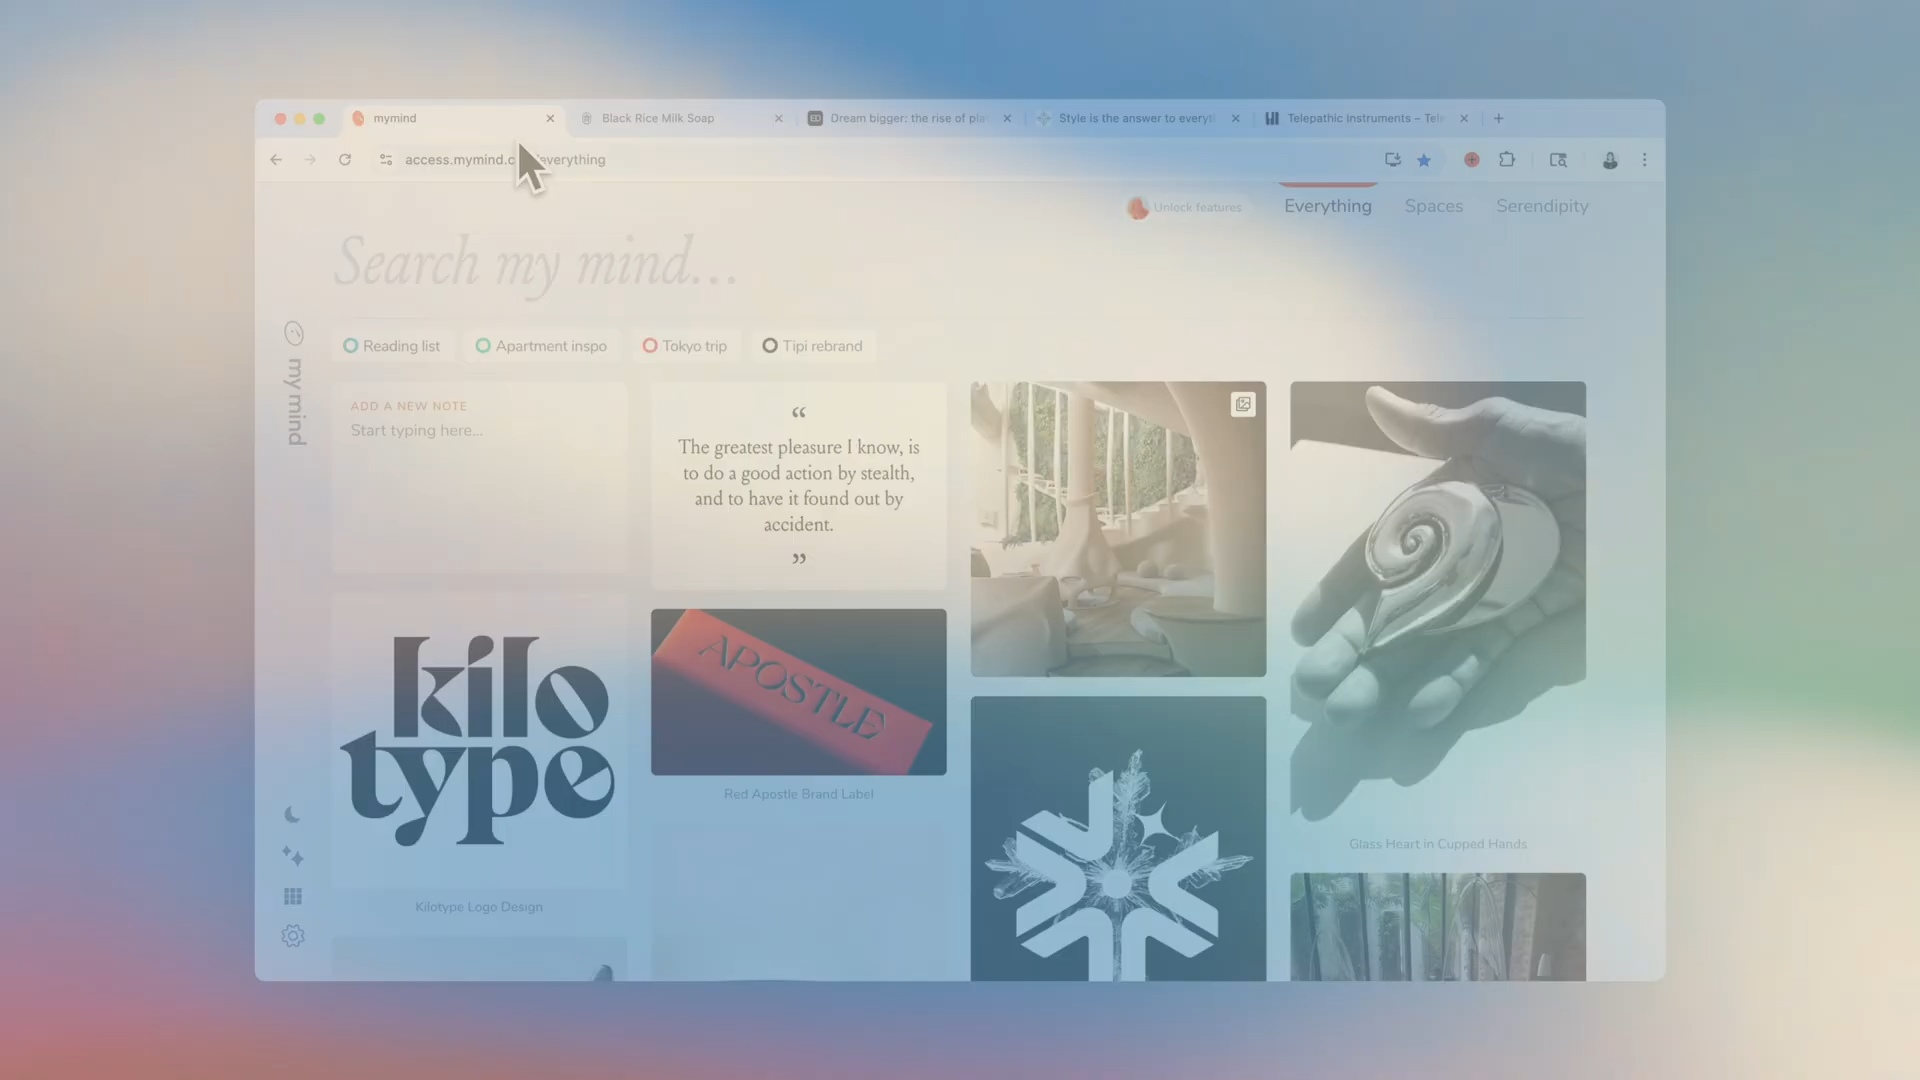 mymind
Black Rice Milk Soap
Dream bigger: the rise of pla
Style is the answer to everyt
Telepathic Instruments – Tele
access.mymind.c
everything
Unlock features
Everything
Spaces
Serendipity
Search my mind...
my mind
Reading list
Apartment inspo
Tokyo trip
Tipi rebrand
ADD A NEW NOTE
Start typing here...
“
The greatest pleasure I know, is
to do a good action by stealth,
and to have it found out by
accident.
”
kilo
type
Kilotype Logo Design
APOSTLE
Red Apostle Brand Label
Glass Heart in Cupped Hands